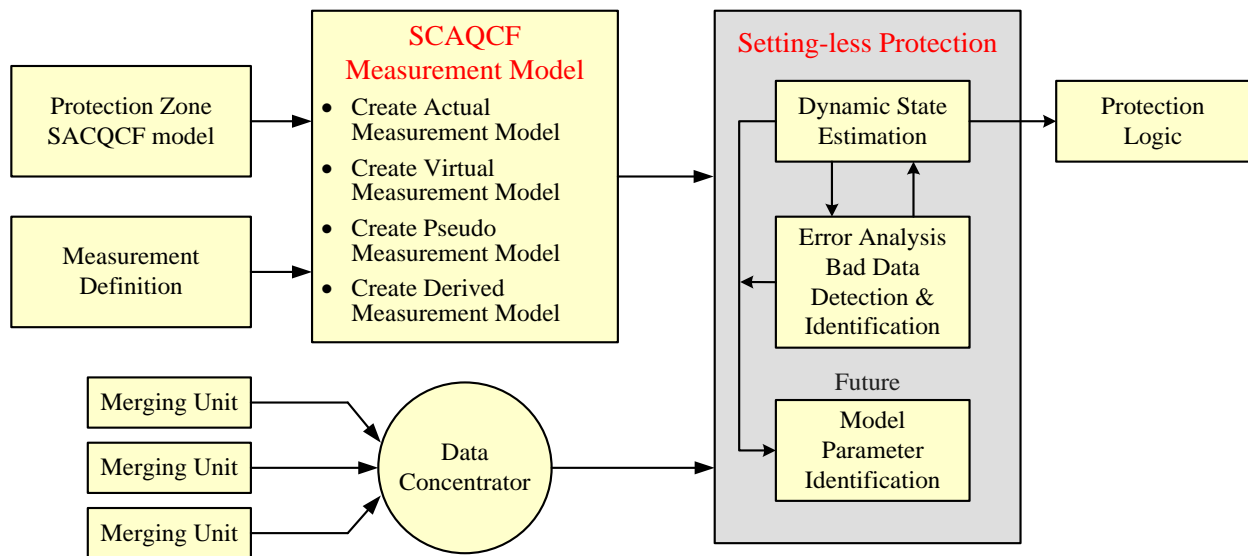 Protection Zone
SACQCF model
Measurement
Definition
SCAQCF
Measurement Model
• Create Actual
Measurement Model
• Create Virtual
Measurement Model
• Create Pseudo
Measurement Model
• Create Derived
Measurement Model
Merging Unit
Merging Unit
Merging Unit
Data
Concentrator
Setting-less Protection
Dynamic State
Estimation
Error Analysis
Bad Data
Detection &
Identification
Future
Model
Parameter
Identification
Protection
Logic